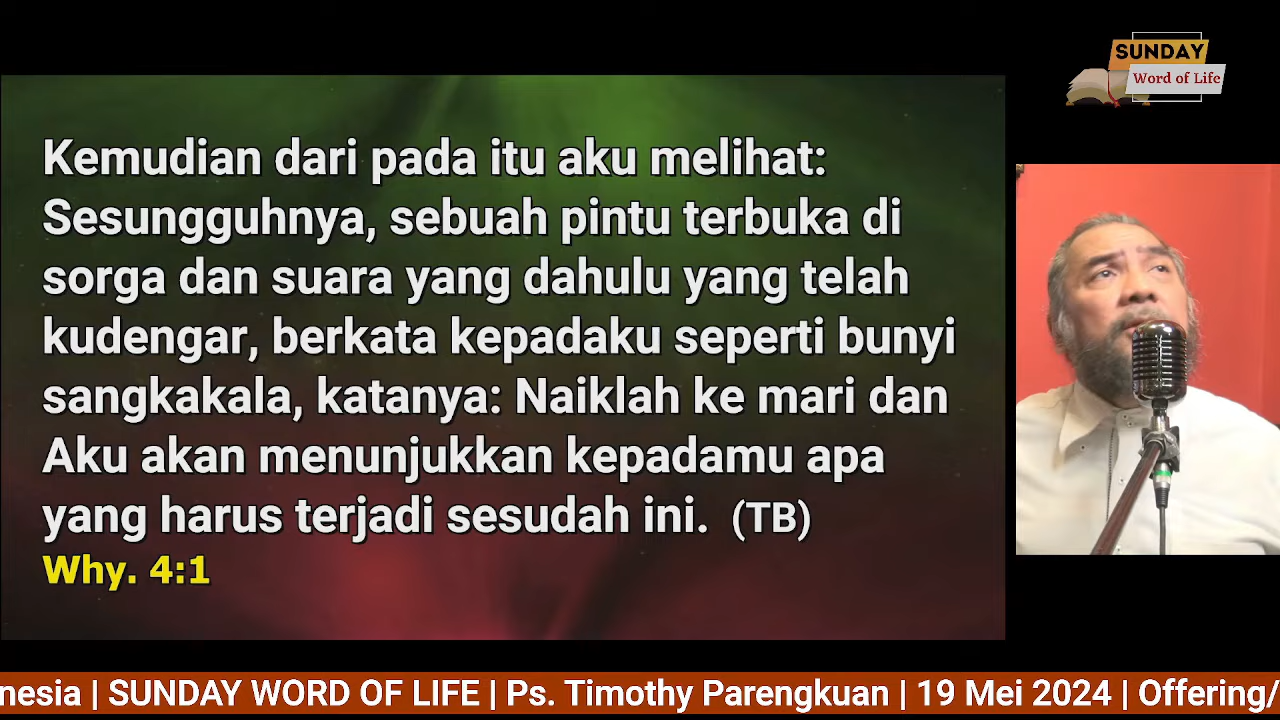 SUNDAY
Word of Life
Kemudian dari pada itu aku melihat:
Sesungguhnya, sebuah pintu terbuka di
sorga dan suara yang dahulu yang telah
kudengar, berkata kepadaku seperti bunyi
sangkakala, katanya: Naiklah ke mari dan
Aku akan menunjukkan kepadamu apa
yang harus terjadi sesudah ini. (TB)
Why. 4:1
nesia | SUNDAY WORD OF LIFE | Ps. Timothy Parengkuan | 19 Mei 2024 | Offering/